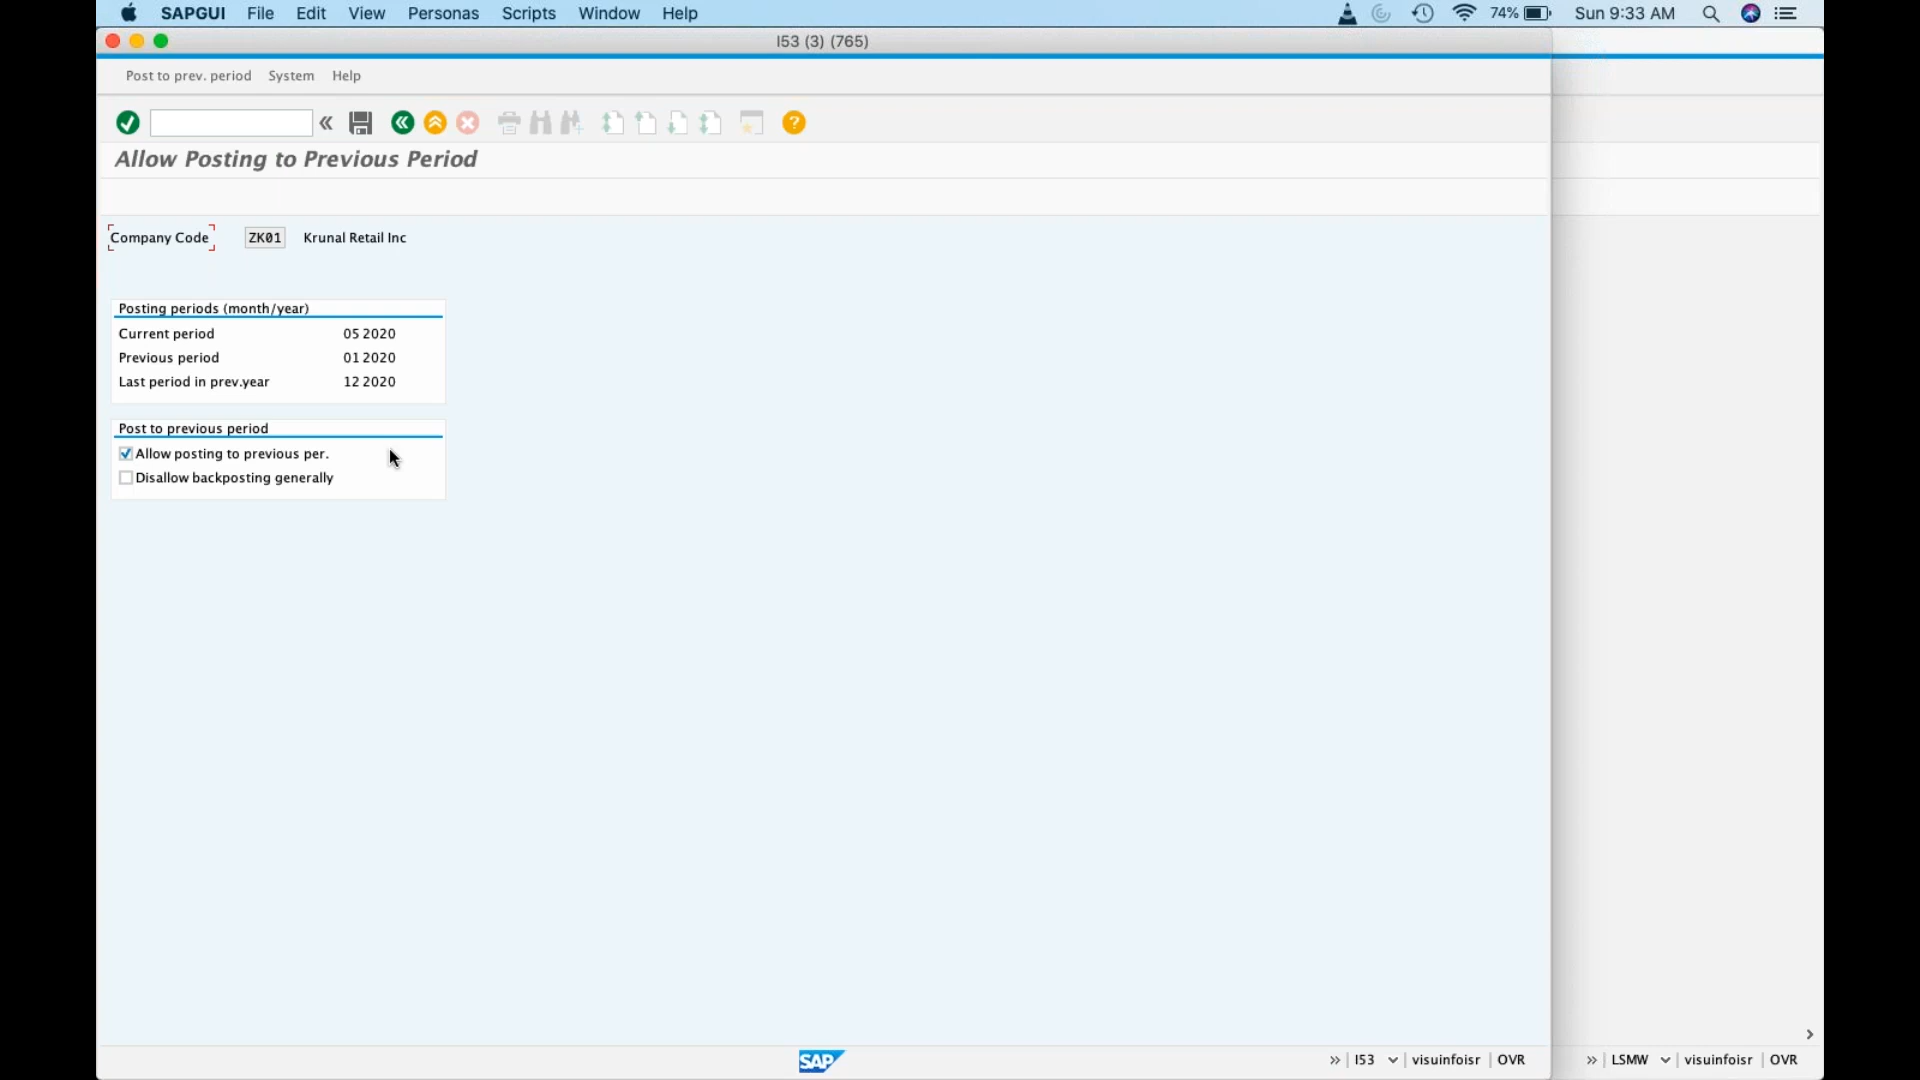 SAPGUI File Edit View Personas Scripts Window Help 74% Sun 9:33 AM
I53 (3) (765)
Post to prev. period System Help
Allow Posting to Previous Period
Company Code ZK01 Krunal Retail Inc
Posting periods (month/year)
Current period 05 2020
Previous period 01 2020
Last period in prev.year 12 2020
Post to previous period
Allow posting to previous per.
Disallow backposting generally
SAP I53 visuinfoisr OVR LSMW visuinfoisr OVR